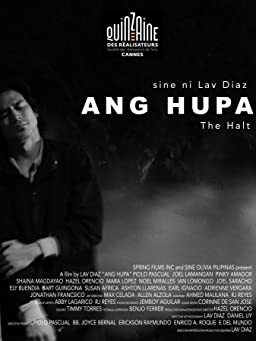 QUINZAINE
DES RÉALISATEURS
CANNES
sine ni Lav Diaz
ANG HUPA
The Halt
SPRING FILMS INC and SINE OLIVIA PILIPINAS present
A film by LAV DIAZ "ANG HUPA" PIOLO PASCUAL JOEL LAMANGAN PINKY AMADOR
SHAINA MAGDAYAO HAZEL ORENCIO MARA LOPEZ NOEL MIRALLES IAN LOMONGO JOEL SARACHO
ELY BUENDIA BART GUINGONA SUSAN AFRICA ASHTON CLARENAS EARL IGNACIO ADRIENNE VERGARA
JONATHAN FRANCISCO MAX CELADA ALLEN ALZOLA AHMED MAULANA RJ REYES
ABBY LAGARICO RJ REYES JEMBOY AGUILAR CORINNE DE SAN JOSE
TIMMY TORRES BENJO FERRER HAZEL ORENCIO
LAV DIAZ DANIEL UY
PIOLO PASCUAL BB. JOYCE BERNAL ERICKSON RAYMUNDO ENRICO A. ROQUE E DEL MUNDO
LAV DIAZ